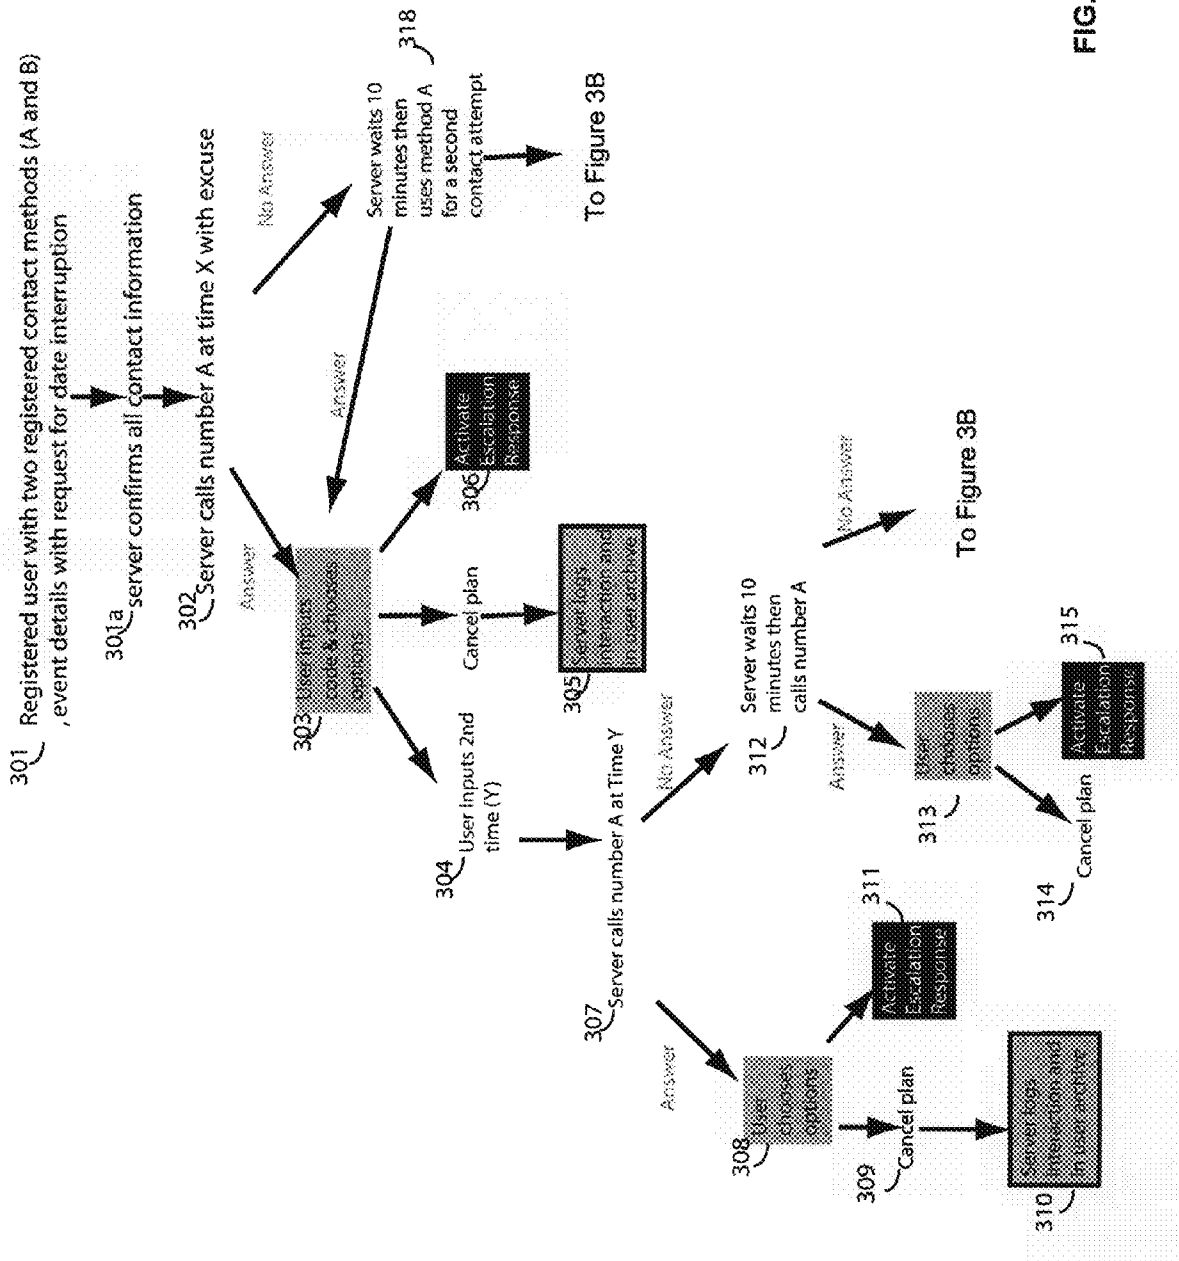 301
Registered user with two registered contact methods (A and B)
, event details with request for date interruption
301a
server confirms all contact information
302
Server calls number A at time X with excuse
Answer
No Answer
303
User inputs
code & chooses
options
Answer
318
Server waits 10
minutes then
uses method A
for a second
contact attempt
To Figure 3B
304
User Inputs 2nd
time (Y)
Cancel plan
305
Server logs
interaction and
in user archive
306
Activate
Escalation
Response
307
Server calls number A at Time Y
Answer
No Answer
308
User
chooses
options
309
Cancel plan
310
Server logs
interaction and
in user archive
311
Activate
Escalation
Response
312
Server waits 10
minutes then
calls number A
Answer
No Answer
To Figure 3B
313
chooses
options
314
Cancel plan
315
Activate
Escalation
Response
FIG.